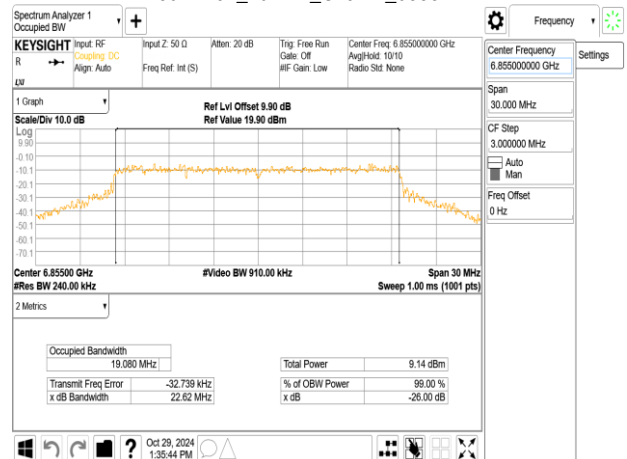 Spectrum Analyzer 1
Occupied BW
Frequency
KEYSIGHT
R
LXI
Input: RF
Coupling: DC
Align: Auto
Input Z: 50 Ω
Freq Ref: Int (S)
Atten: 20 dB
Trig: Free Run
Gate: Off
#IF Gain: Low
Center Freq: 6.855000000 GHz
Avg|Hold: 10/10
Radio Std: None
Center Frequency
6.855000000 GHz
Settings
Span
30.000 MHz
CF Step
3.000000 MHz
Auto
Man
Freq Offset
0 Hz
1 Graph
Scale/Div 10.0 dB
Ref Lvl Offset 9.90 dB
Ref Value 19.90 dBm
Log
9.90
-0.10
-10.1
-20.1
-30.1
-40.1
-50.1
-60.1
-70.1
Center 6.85500 GHz
#Res BW 240.00 kHz
#Video BW 910.00 kHz
Span 30 MHz
Sweep 1.00 ms (1001 pts)
2 Metrics
Occupied Bandwidth
19.080 MHz
Total Power 9.14 dBm
Transmit Freq Error -32.739 kHz
% of OBW Power 99.00 %
x dB Bandwidth 22.62 MHz
x dB -26.00 dB
?
Oct 29, 2024
1:35:44 PM